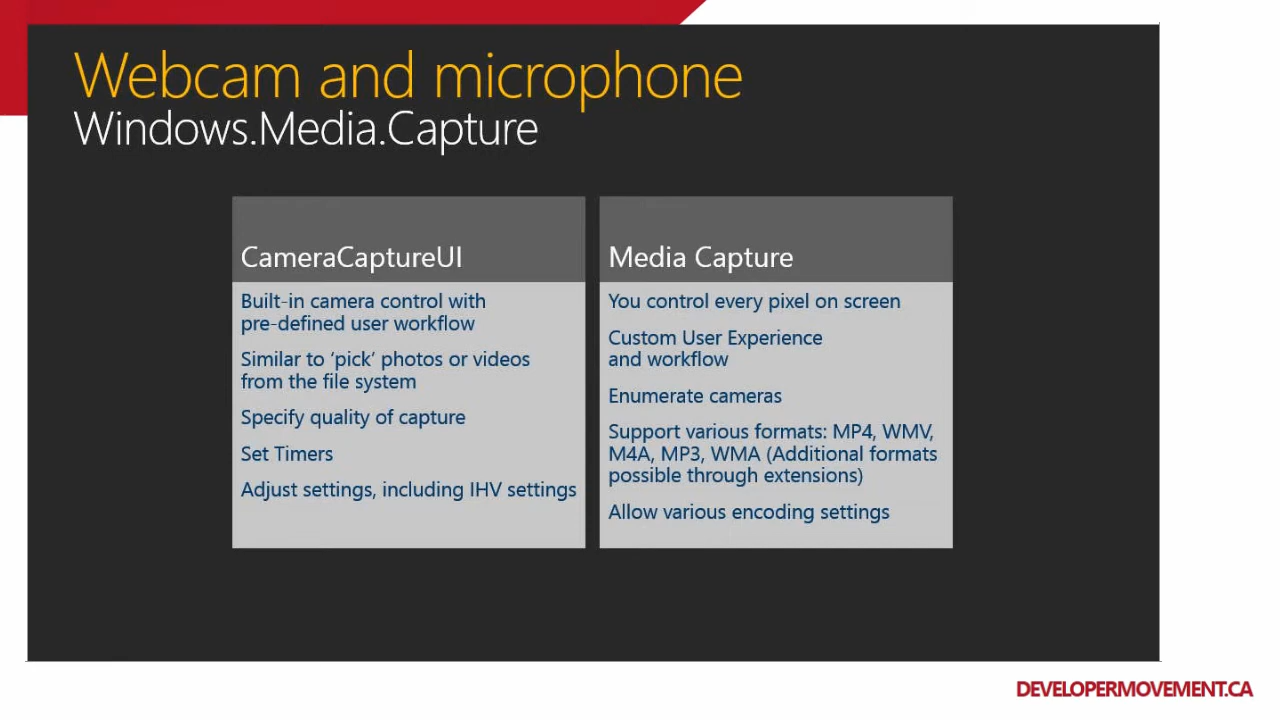 Webcam and microphone
Windows.Media.Capture
CameraCaptureUI
Built-in camera control with
pre-defined user workflow
Similar to ‘pick’ photos or videos
from the file system
Specify quality of capture
Set Timers
Adjust settings, including IHV settings
Media Capture
You control every pixel on screen
Custom User Experience
and workflow
Enumerate cameras
Support various formats: MP4, WMV,
M4A, MP3, WMA (Additional formats
possible through extensions)
Allow various encoding settings
DEVELOPERMOVEMENT.CA